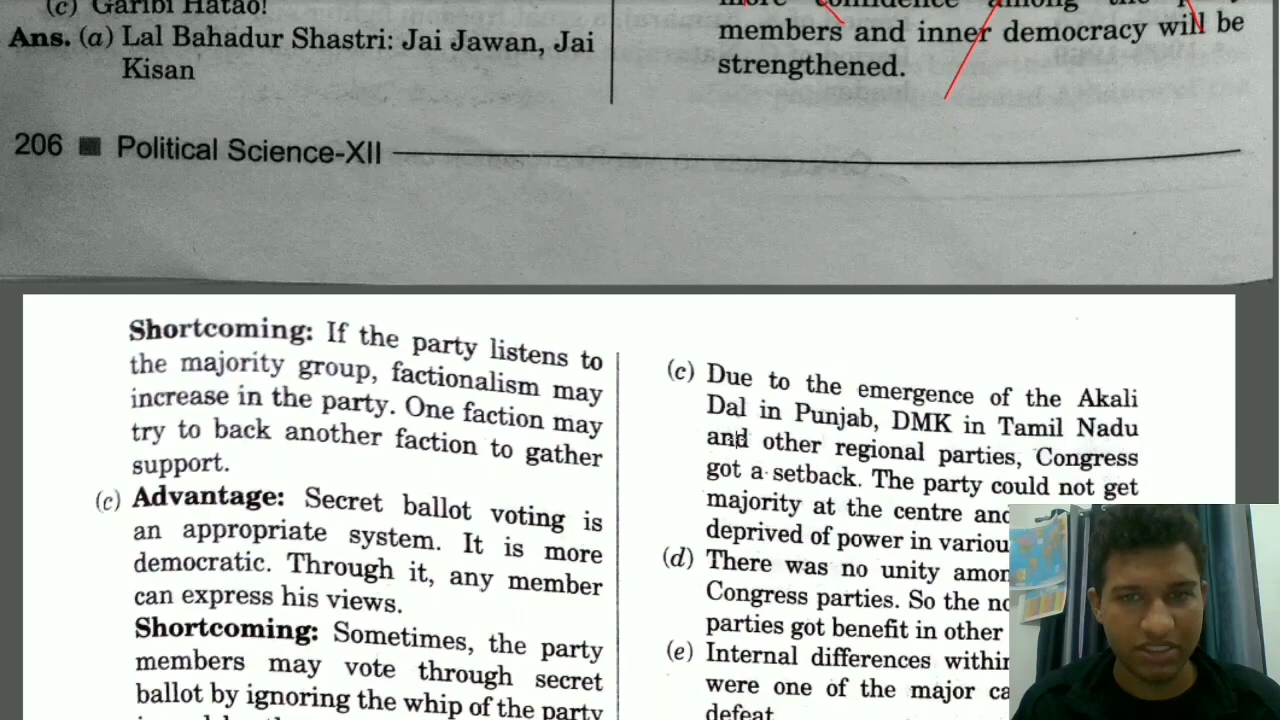 (c) Garibi Hatao!
Ans. (a) Lal Bahadur Shastri: Jai Jawan, Jai
Kisan
more confidence among the
members and inner democracy will be
strengthened.
206 ■ Political Science-XII
Shortcoming: If the party listens to
the majority group, factionalism may
increase in the party. One faction may
try to back another faction to gather
support.
(c) Advantage: Secret ballot voting is
an appropriate system. It is more
democratic. Through it, any member
can express his views.
Shortcoming: Sometimes, the party
members may vote through secret
ballot by ignoring the whip of the party
(c) Due to the emergence of the Akali
Dal in Punjab, DMK in Tamil Nadu
and other regional parties, Congress
got a setback. The party could not get
majority at the centre and
deprived of power in variou
(d) There was no unity amon
Congress parties. So the no
parties got benefit in other
(e) Internal differences within
were one of the major ca
defeat.